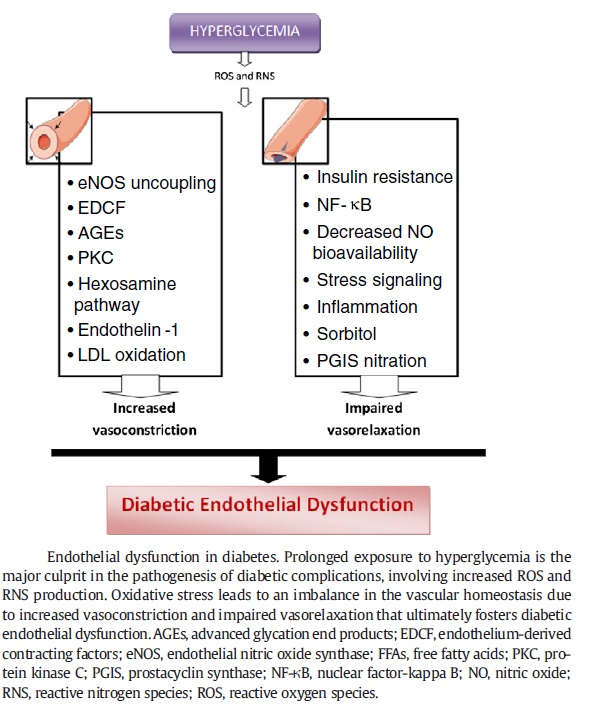 HYPERGLYCEMIA
ROS and RNS
• eNOS uncoupling
• EDCF
• AGEs
• PKC
• Hexosamine
pathway
• Endothelin -1
• LDL oxidation
Increased
vasoconstriction
• Insulin resistance
• NF- κB
• Decreased NO
bioavailability
• Stress signaling
• Inflammation
• Sorbitol
• PGIS nitration
Impaired
vasorelaxation
Diabetic Endothelial Dysfunction
Endothelial dysfunction in diabetes. Prolonged exposure to hyperglycemia is the
major culprit in the pathogenesis of diabetic complications, involving increased ROS and
RNS production. Oxidative stress leads to an imbalance in the vascular homeostasis due
to increased vasoconstriction and impaired vasorelaxation that ultimately fosters diabetic
endothelial dysfunction. AGEs, advanced glycation end products; EDCF, endothelium-derived
contracting factors; eNOS, endothelial nitric oxide synthase; FFAs, free fatty acids; PKC, pro-
tein kinase C; PGIS, prostacyclin synthase; NF-κB, nuclear factor-kappa B; NO, nitric oxide;
RNS, reactive nitrogen species; ROS, reactive oxygen species.